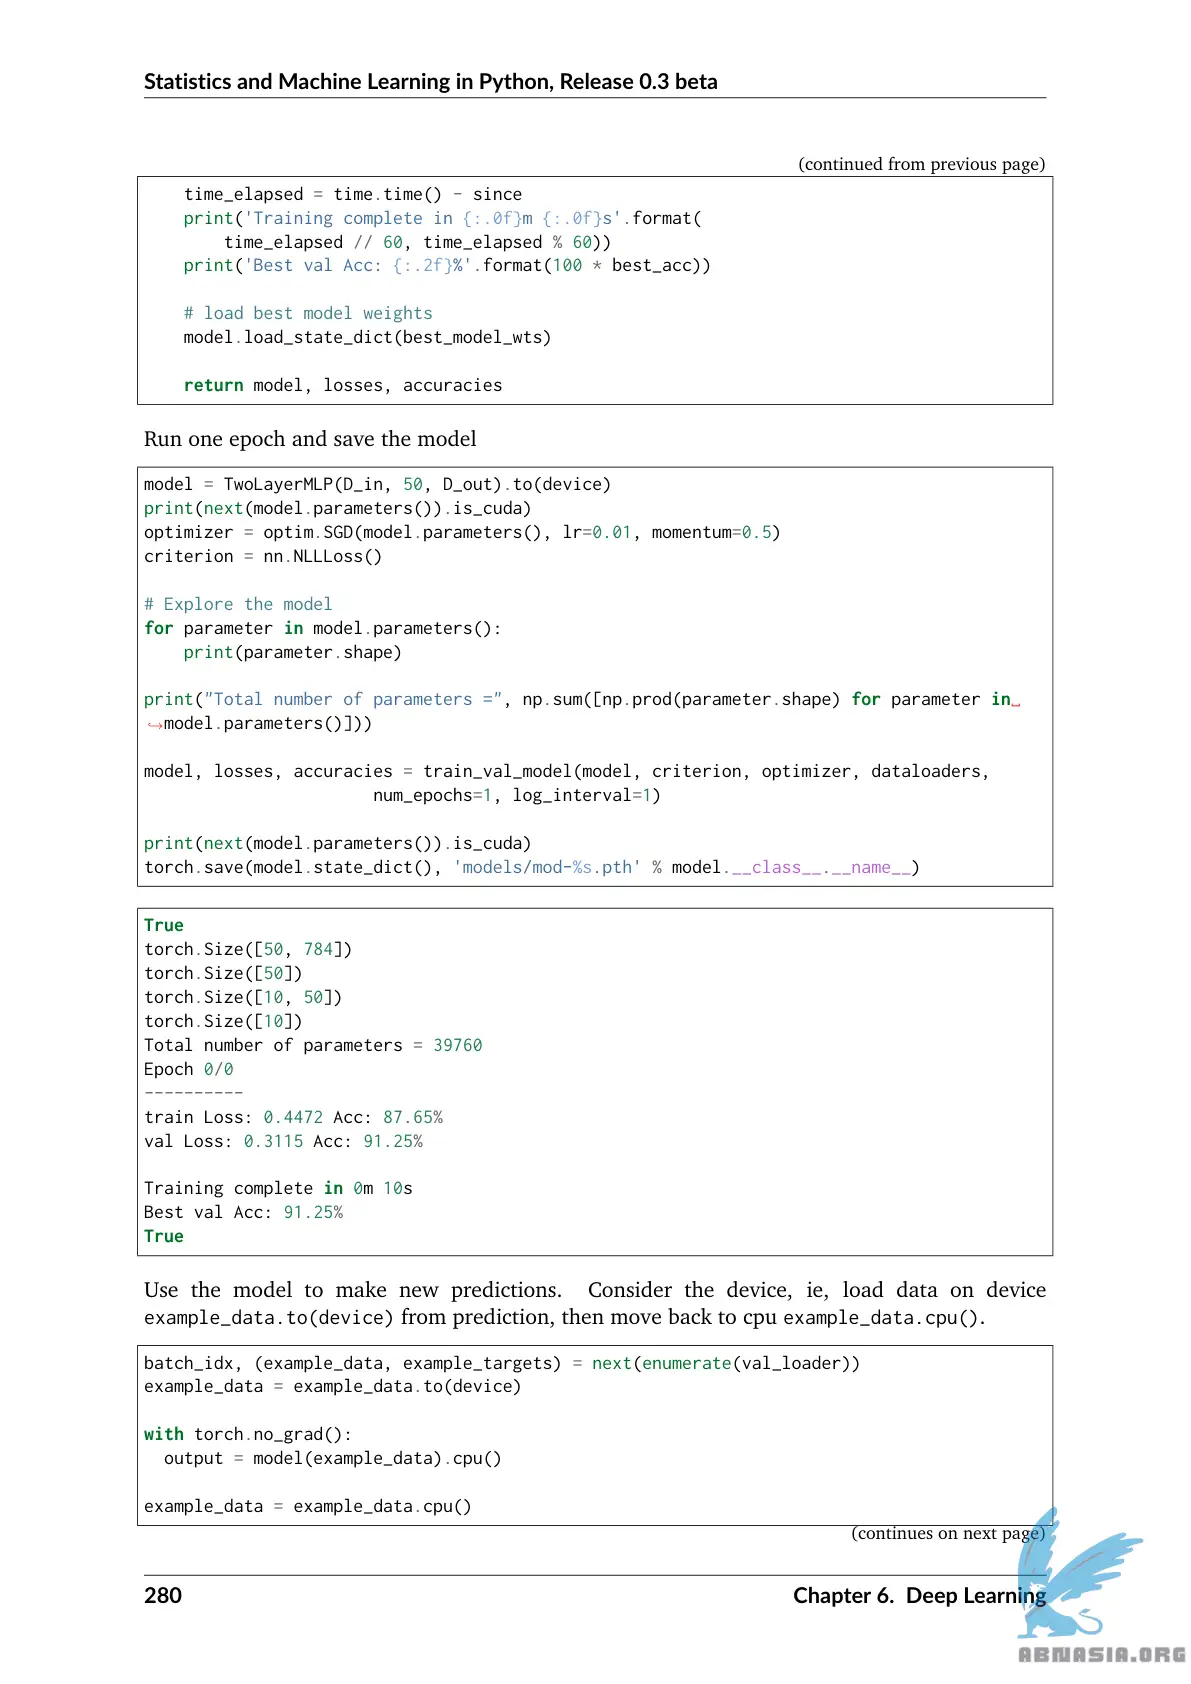 Statistics and Machine Learning in Python, Release 0.3 beta
(continued from previous page)
    time_elapsed = time.time() - since
    print('Training complete in {:.0f}m {:.0f}s'.format(
        time_elapsed // 60, time_elapsed % 60))
    print('Best val Acc: {:.2f}%'.format(100 * best_acc))

    # load best model weights
    model.load_state_dict(best_model_wts)

    return model, losses, accuracies
Run one epoch and save the model
model = TwoLayerMLP(D_in, 50, D_out).to(device)
print(next(model.parameters()).is_cuda)
optimizer = optim.SGD(model.parameters(), lr=0.01, momentum=0.5)
criterion = nn.NLLLoss()

# Explore the model
for parameter in model.parameters():
    print(parameter.shape)

print("Total number of parameters =", np.sum([np.prod(parameter.shape) for parameter in␣
↪model.parameters()]))

model, losses, accuracies = train_val_model(model, criterion, optimizer, dataloaders,
                       num_epochs=1, log_interval=1)

print(next(model.parameters()).is_cuda)
torch.save(model.state_dict(), 'models/mod-%s.pth' % model.__class__.__name__)
True
torch.Size([50, 784])
torch.Size([50])
torch.Size([10, 50])
torch.Size([10])
Total number of parameters = 39760
Epoch 0/0
----------
train Loss: 0.4472 Acc: 87.65%
val Loss: 0.3115 Acc: 91.25%

Training complete in 0m 10s
Best val Acc: 91.25%
True
Use the model to make new predictions. Consider the device, ie, load data on device
example_data.to(device) from prediction, then move back to cpu example_data.cpu().
batch_idx, (example_data, example_targets) = next(enumerate(val_loader))
example_data = example_data.to(device)

with torch.no_grad():
  output = model(example_data).cpu()

example_data = example_data.cpu()
(continues on next page)
280
Chapter 6. Deep Learning
ABNASIA.ORG